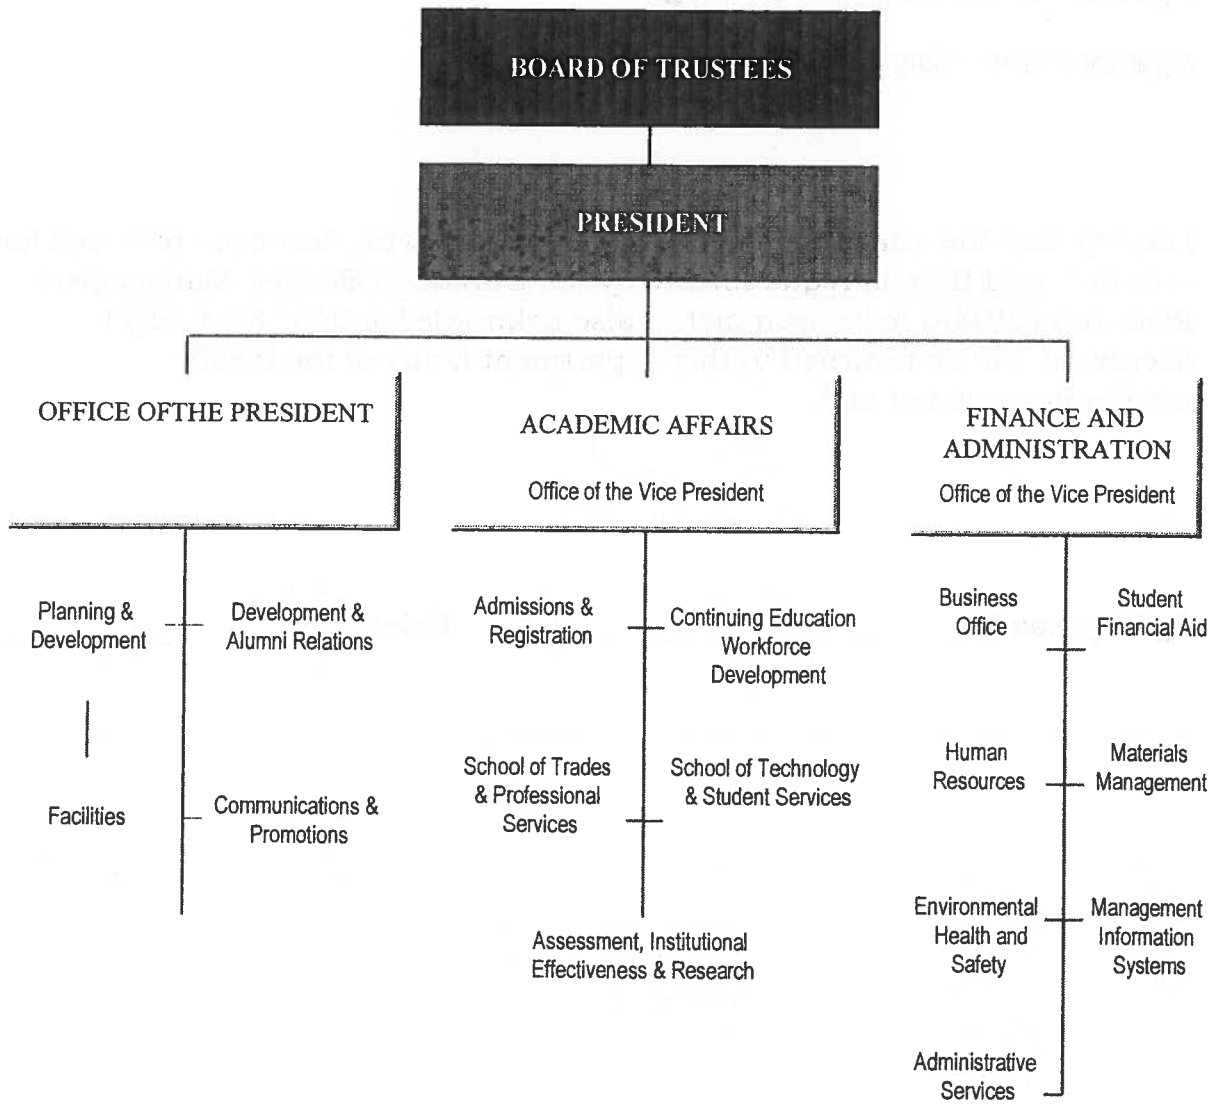 BOARD OF TRUSTEES
PRESIDENT
OFFICE OFTHE PRESIDENT
ACADEMIC AFFAIRS
Office of the Vice President
FINANCE AND
ADMINISTRATION
Office of the Vice President
Planning &
Development
Development &
Alumni Relations
Facilities
Communications &
Promotions
Admissions &
Registration
Continuing Education
Workforce
Development
School of Trades
& Professional
Services
School of Technology
& Student Services
Assessment, Institutional
Effectiveness & Research
Business
Office
Student
Financial Aid
Human
Resources
Materials
Management
Environmental
Health and
Safety
Management
Information
Systems
Administrative
Services